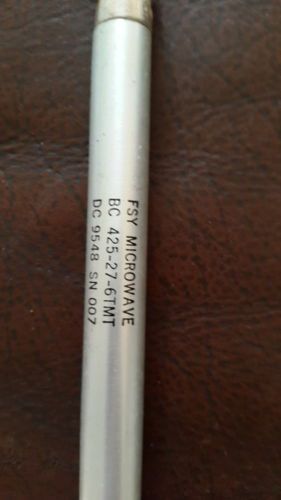 FSY MICROWAVE
BC 425-27-6TMT
DC 9548 SN 007